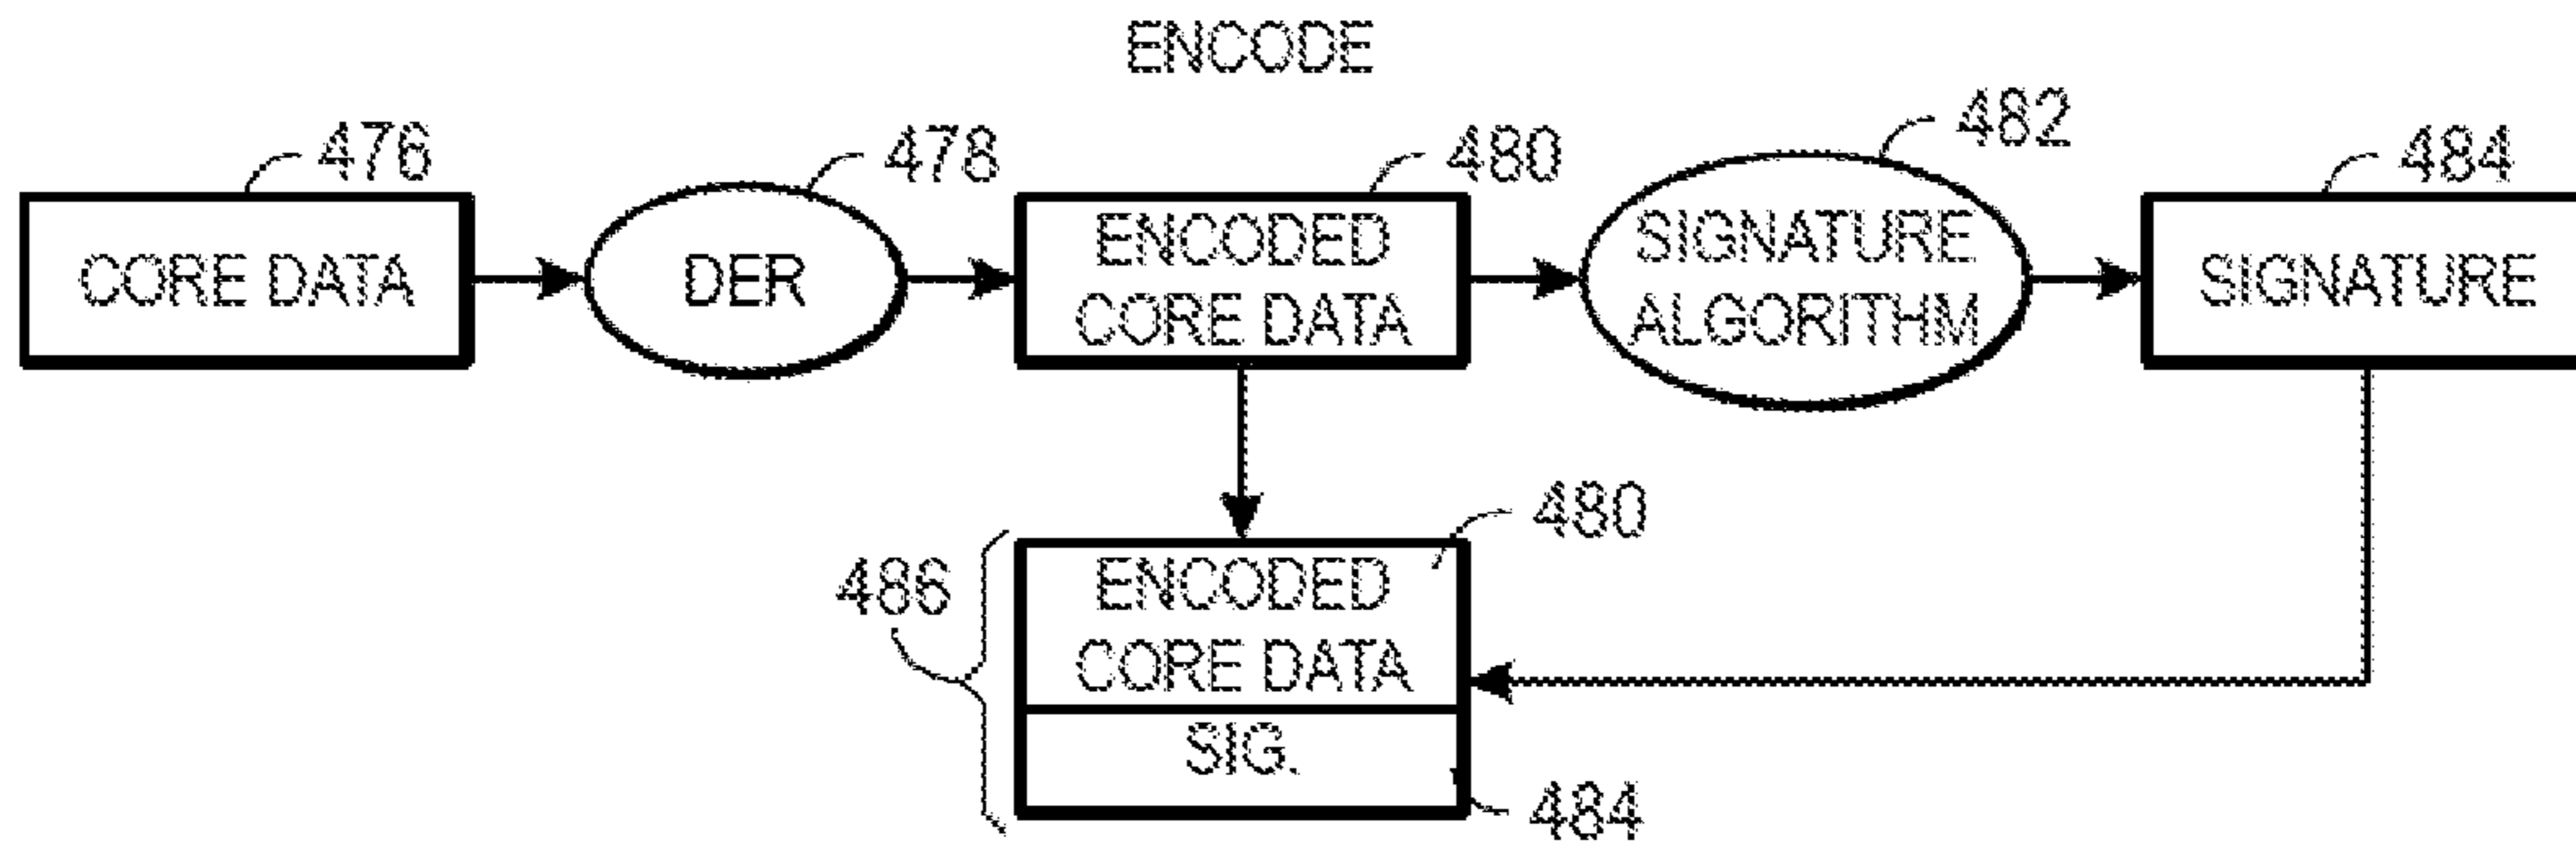 ENCODE
476
478
480
482
484
CORE DATA
DER
ENCODED
CORE DATA
SIGNATURE
ALGORITHM
SIGNATURE
480
486
ENCODED
CORE DATA
SIG.
484